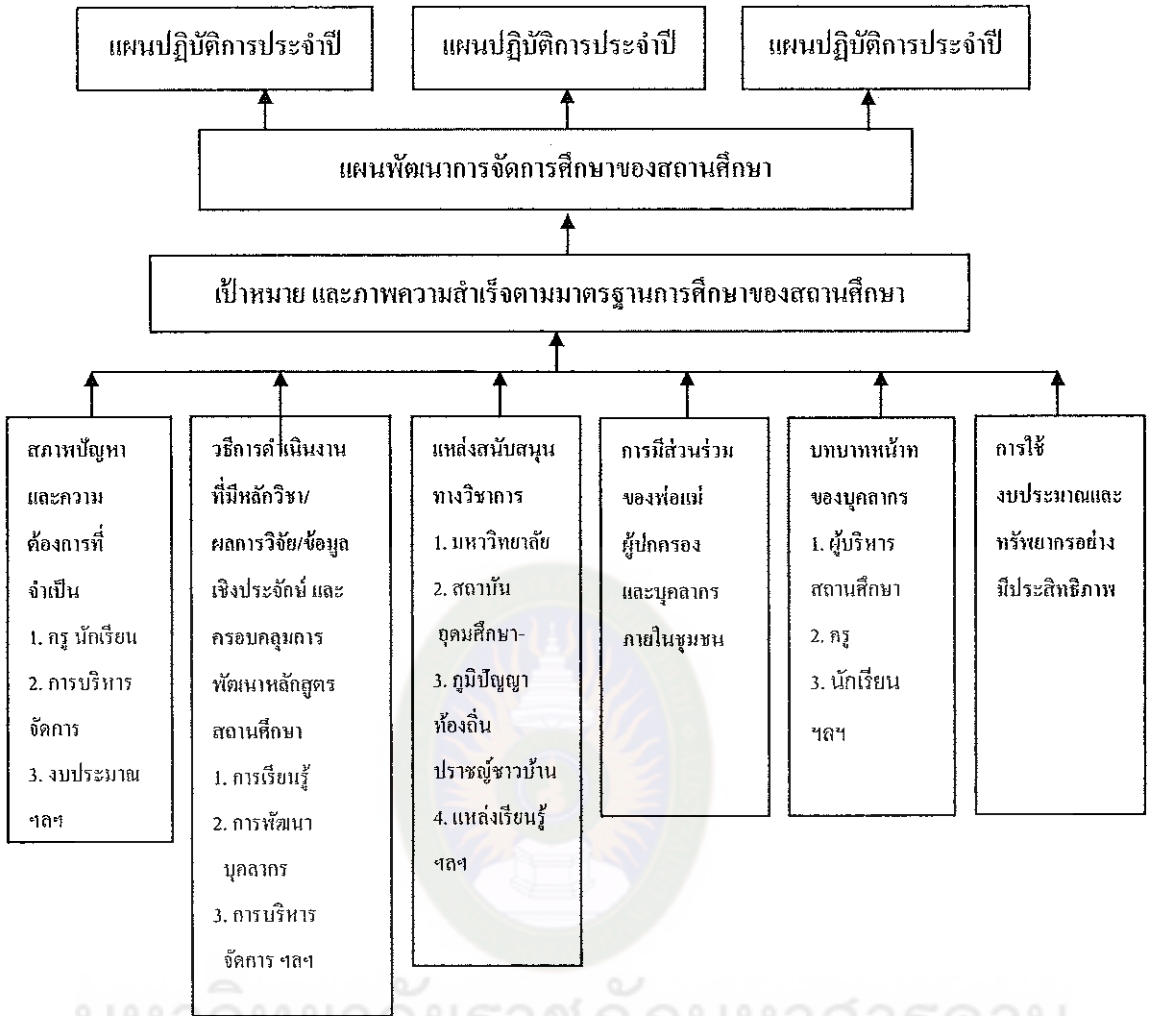 แผนปฏิบัติการประจำปี
แผนปฏิบัติการประจำปี
แผนปฏิบัติการประจำปี
แผนพัฒนาการจัดการศึกษาของสถานศึกษา
เป้าหมาย และภาพความสำเร็จตามมาตรฐานการศึกษาของสถานศึกษา
สภาพปัญหา
และความ
ต้องการที่
จำเป็น
1. ครู นักเรียน
2. การบริหาร
จัดการ
3. งบประมาณ
ฯลฯ
วิธีการดำเนินงาน
ที่มีหลักวิชา/
ผลการวิจัย/ข้อมูล
เชิงประจักษ์ และ
ครอบคลุมการ
พัฒนาหลักสูตร
สถานศึกษา
1. การเรียนรู้
2. การพัฒนา
บุคลากร
3. การบริหาร
จัดการ ฯลฯ
แหล่งสนับสนุน
ทางวิชาการ
1. มหาวิทยาลัย
2. สถาบัน
อุดมศึกษา-
3. ภูมิปัญญา
ท้องถิ่น
ปราชญ์ชาวบ้าน
4. แหล่งเรียนรู้
ฯลฯ
การมีส่วนร่วม
ของพ่อแม่
ผู้ปกครอง
และบุคลากร
ภายในชุมชน
บทบาทหน้าท
ของบุคลากร
1. ผู้บริหาร
สถานศึกษา
2. ครู
3. นักเรียน
ฯลฯ
การใช้
งบประมาณและ
ทรัพยากรอย่าง
มีประสิทธิภาพ